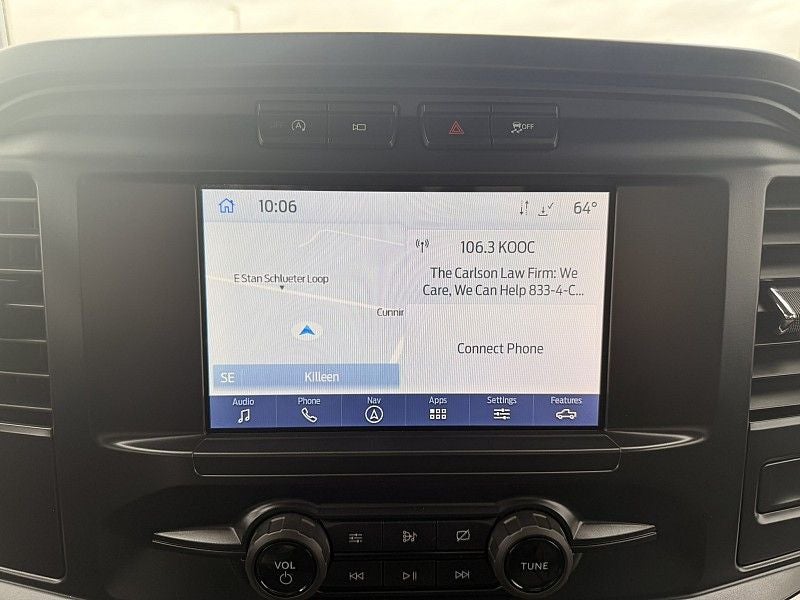 OFF
10:06
64°
106.3 KOOC
The Carlson Law Firm: We
Care, We Can Help 833-4-C...
E Stan Schlueter Loop
Cunnir
Connect Phone
SE Killeen
Audio Phone Nav Apps Settings Features
VOL
TUNE